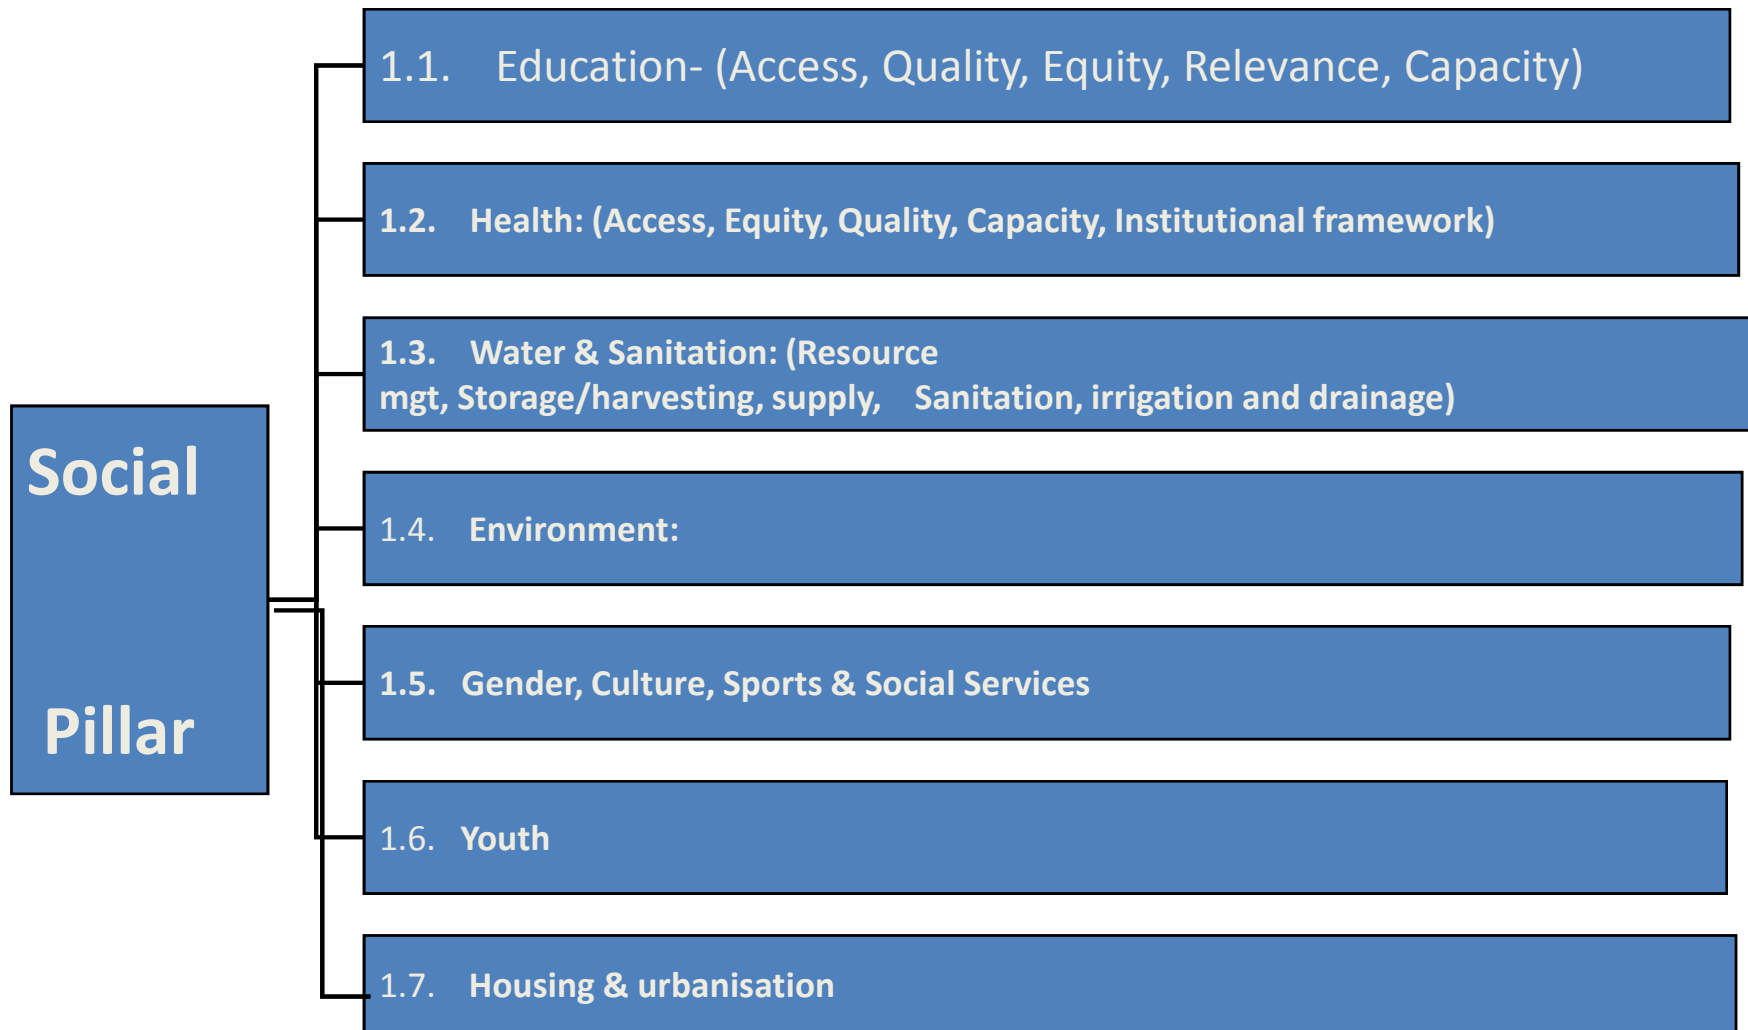 Social
Pillar
1.1. Education- (Access, Quality, Equity, Relevance, Capacity)
1.2. Health: (Access, Equity, Quality, Capacity, Institutional framework)
1.3. Water & Sanitation: (Resource
mgt, Storage/harvesting, supply, Sanitation, irrigation and drainage)
1.4. Environment:
1.5. Gender, Culture, Sports & Social Services
1.6. Youth
1.7. Housing & urbanisation